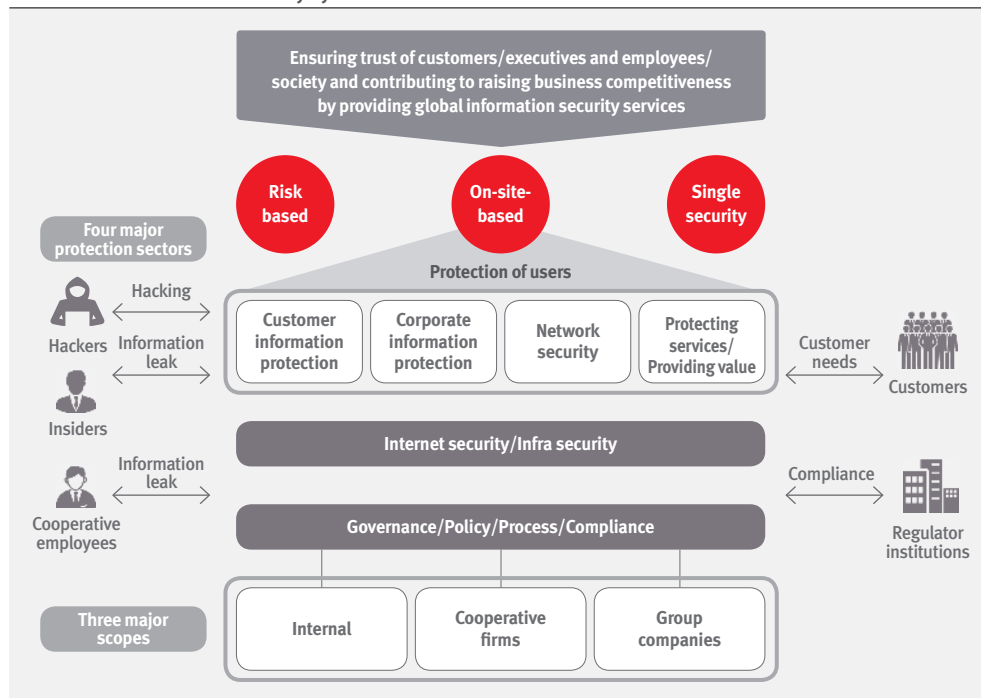 Ensuring trust of customers/executives and employees/
society and contributing to raising business competitiveness
by providing global information security services
Risk
based
On-site-
based
Single
security
Four major
protection sectors
Protection of users
Hacking
Hackers
Information
leak
Insiders
Customer
information
protection
Corporate
information
protection
Network
security
Protecting
services/
Providing value
Customer
needs
Customers
Internet security/Infra security
Information
leak
Cooperative
employees
Compliance
Regulator
institutions
Governance/Policy/Process/Compliance
Three major
scopes
Internal
Cooperative
firms
Group
companies